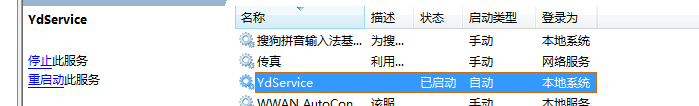 YdService
停止此服务
重启动此服务
名称 描述 状态 启动类型 登录为
搜狗拼音输入法基... 为搜... 手动 本地系统
传真 利用... 手动 网络服务
YdService 已启动 自动 本地系统
WWAN AutoCon... 该服... 手动 本地系统